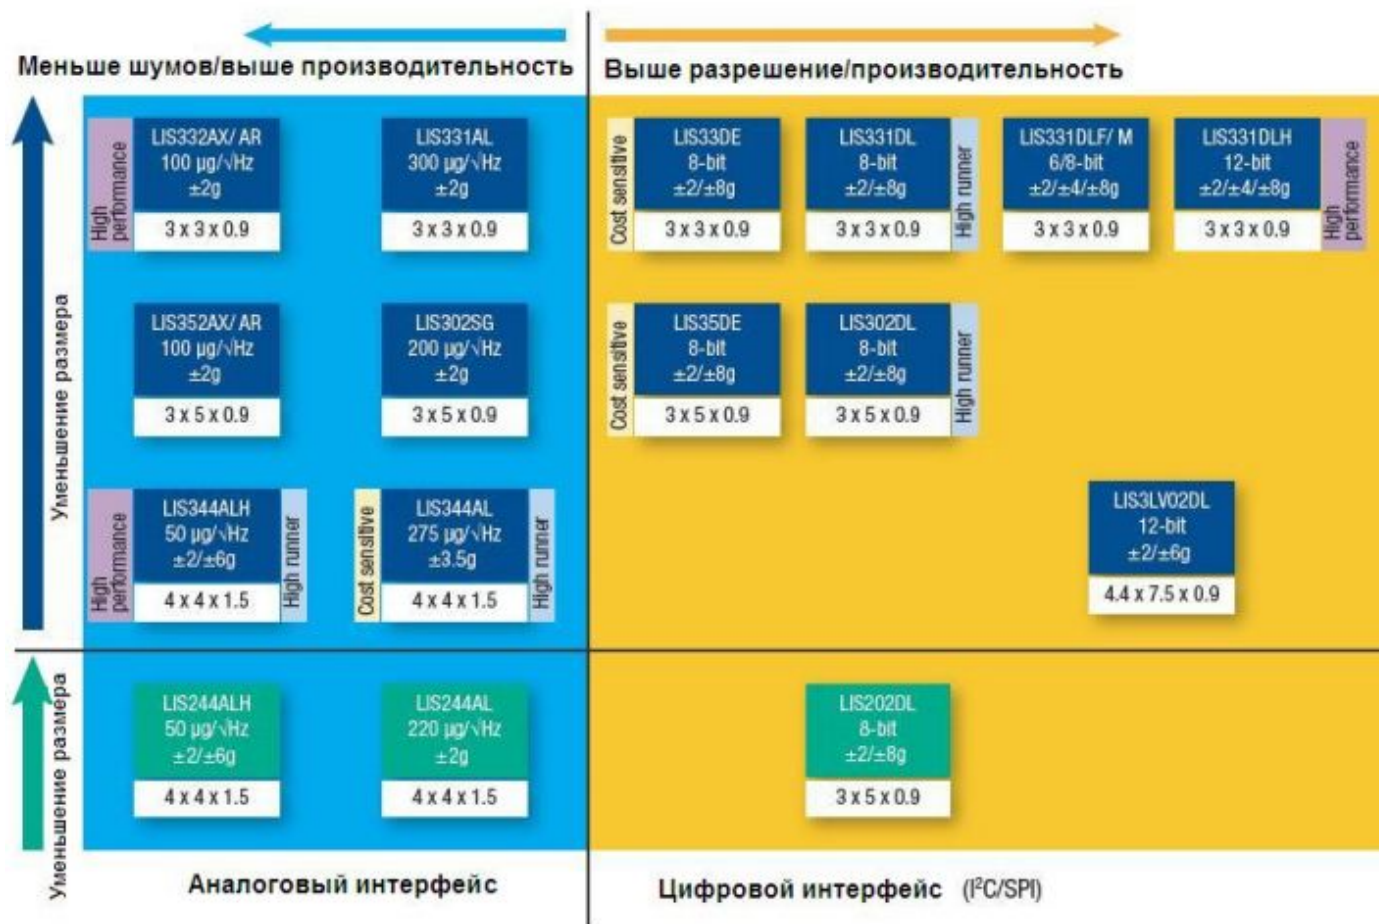 Меньше шумов/выше производительность
Выше разрешение/производительность
Уменьшение размера
High
performance
LIS332AX/ AR
100 µg/√Hz
±2g
3 x 3 x 0.9
LIS331AL
300 µg/√Hz
±2g
3 x 3 x 0.9
Cost sensitive
LIS33DE
8-bit
±2/±8g
3 x 3 x 0.9
LIS331DL
8-bit
±2/±8g
3 x 3 x 0.9
High runner
LIS331DLF/ M
6/8-bit
±2/±4/±8g
3 x 3 x 0.9
LIS331DLH
12-bit
±2/±4/±8g
3 x 3 x 0.9
High
performance
LIS352AX/ AR
100 µg/√Hz
±2g
3 x 5 x 0.9
LIS302SG
200 µg/√Hz
±2g
3 x 5 x 0.9
Cost sensitive
LIS35DE
8-bit
±2/±8g
3 x 5 x 0.9
LIS302DL
8-bit
±2/±8g
3 x 5 x 0.9
High runner
High
performance
LIS344ALH
50 µg/√Hz
±2/±6g
4 x 4 x 1.5
High runner
Cost sensitive
LIS344AL
275 µg/√Hz
±3.5g
4 x 4 x 1.5
High runner
LIS3LV02DL
12-bit
±2/±6g
4.4 x 7.5 x 0.9
Уменьшение размера
LIS244ALH
50 µg/√Hz
±2/±6g
4 x 4 x 1.5
LIS244AL
220 µg/√Hz
±2g
4 x 4 x 1.5
LIS202DL
8-bit
±2/±8g
3 x 5 x 0.9
Аналоговый интерфейс
Цифровой интерфейс (I²C/SPI)